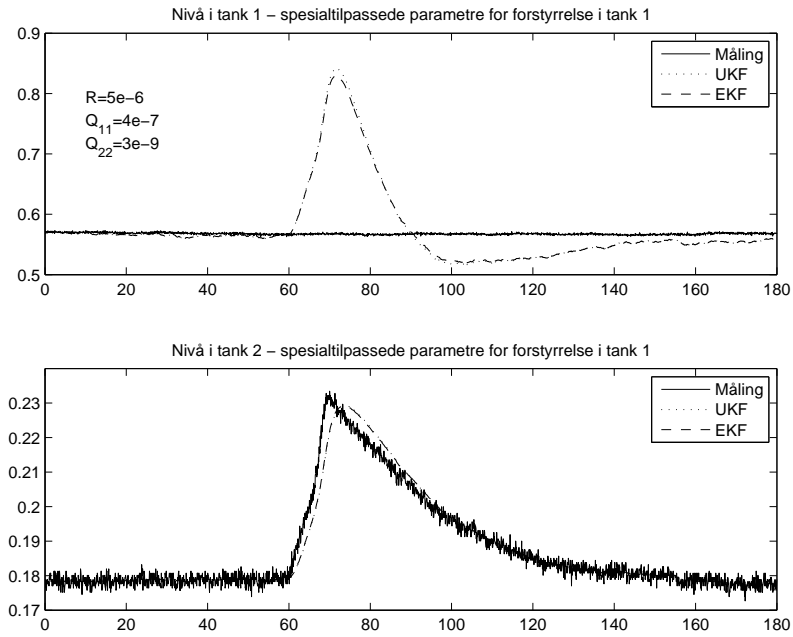 Nivå i tank 1 − spesialtilpassede parametre for forstyrrelse i tank 1
0.9
0.8
0.7
0.6
0.5
R=5e−6
Q11=4e−7
Q22=3e−9
Måling
UKF
EKF
0 20 40 60 80 100 120 140 160 180
Nivå i tank 2 − spesialtilpassede parametre for forstyrrelse i tank 1
0.23
0.22
0.21
0.2
0.19
0.18
0.17
Måling
UKF
EKF
0 20 40 60 80 100 120 140 160 180